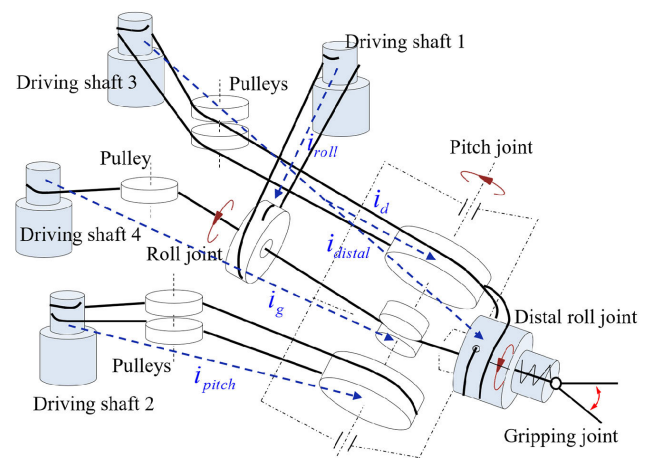 Driving shaft 1
Driving shaft 3
Pulleys
i_roll
Pulley
Pitch joint
Driving shaft 4
Roll joint
i_d
i_distal
i_g
Distal roll joint
Pulleys
i_pitch
Driving shaft 2
Gripping joint